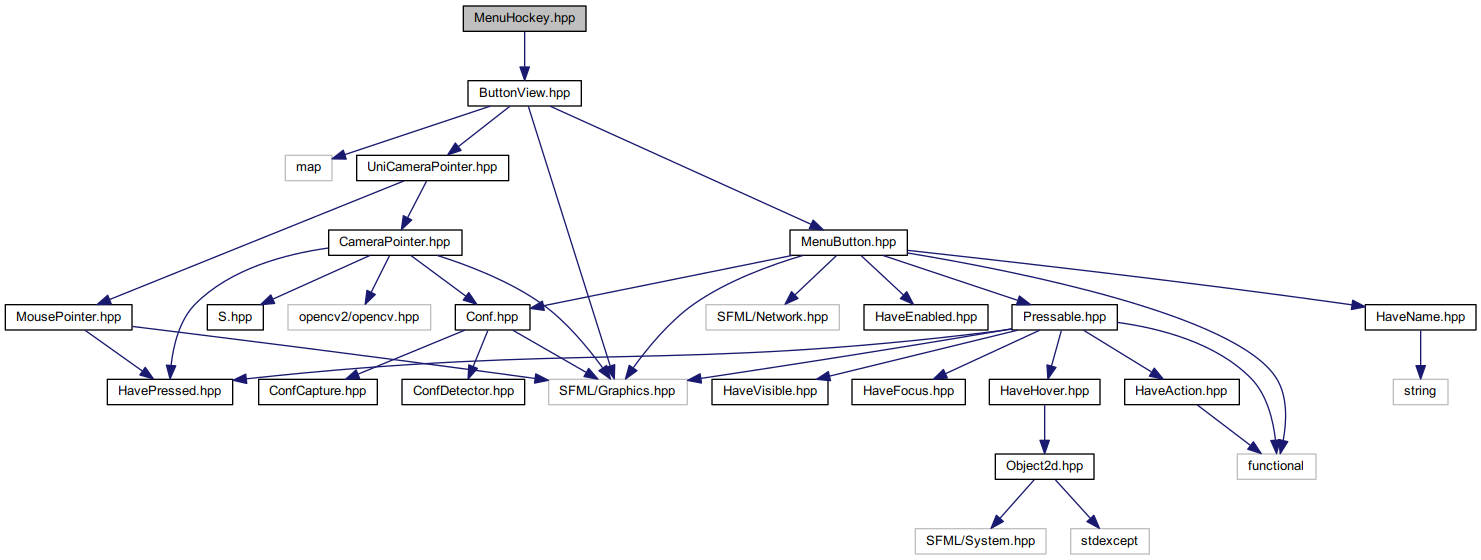 MenuHockey.hpp
ButtonView.hpp
map
UniCameraPointer.hpp
CameraPointer.hpp
MenuButton.hpp
MousePointer.hpp
S.hpp
opencv2/opencv.hpp
Conf.hpp
SFML/Network.hpp
HaveEnabled.hpp
Pressable.hpp
HaveName.hpp
HavePressed.hpp
ConfCapture.hpp
ConfDetector.hpp
SFML/Graphics.hpp
HaveVisible.hpp
HaveFocus.hpp
HaveHover.hpp
HaveAction.hpp
string
Object2d.hpp
functional
SFML/System.hpp
stdexcept